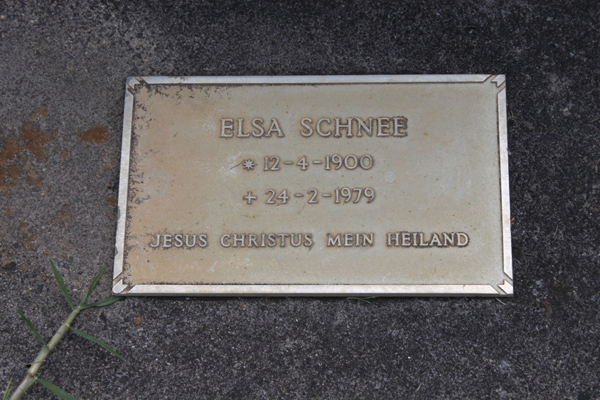 ELSA SCHNEE
* 12-4-1900
+ 24-2-1979
JESUS CHRISTUS MEIN HEILAND